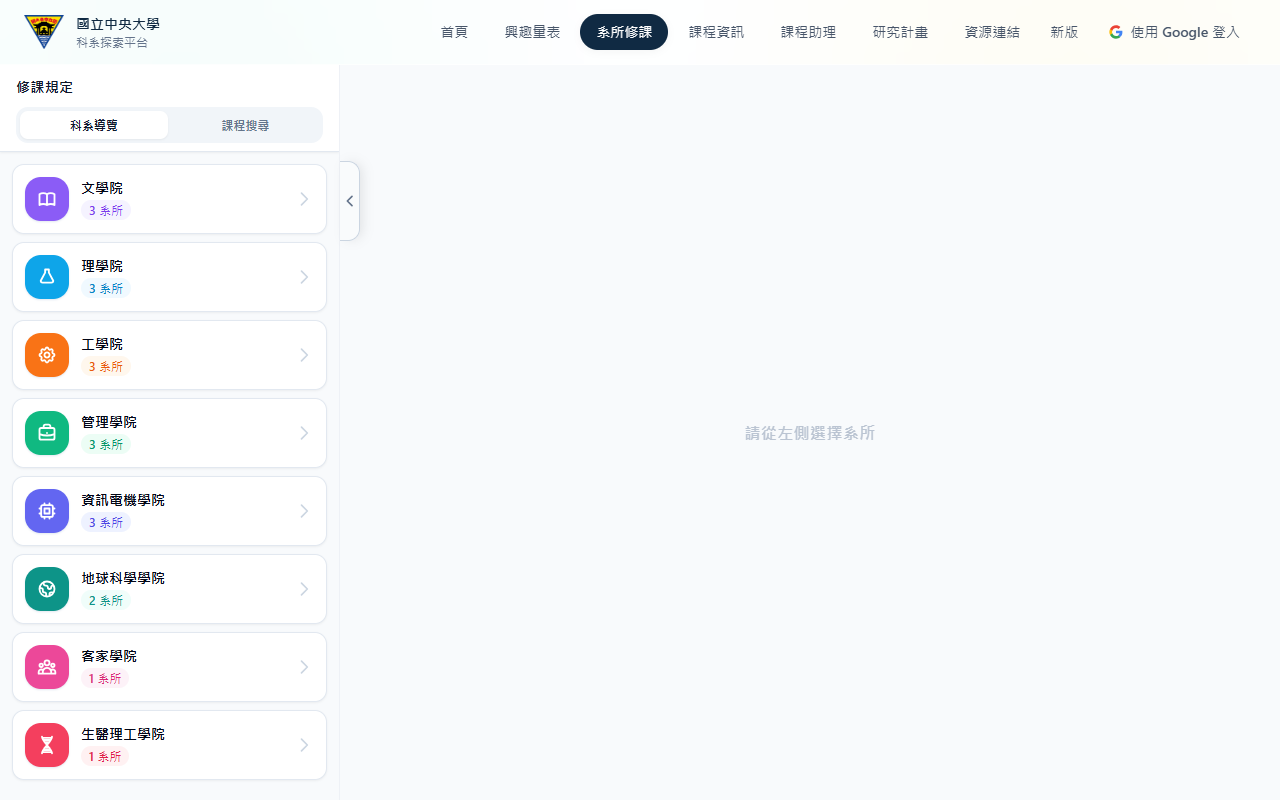 國立中央大學
科系探索平台
首頁
興趣量表
系所修課
課程資訊
課程助理
研究計畫
資源連結
新版
使用 Google 登入
修課規定
科系導覽
課程搜尋
文學院
3 系所
理學院
3 系所
工學院
3 系所
管理學院
3 系所
資訊電機學院
3 系所
地球科學學院
2 系所
客家學院
1 系所
生醫理工學院
1 系所
請從左側選擇系所